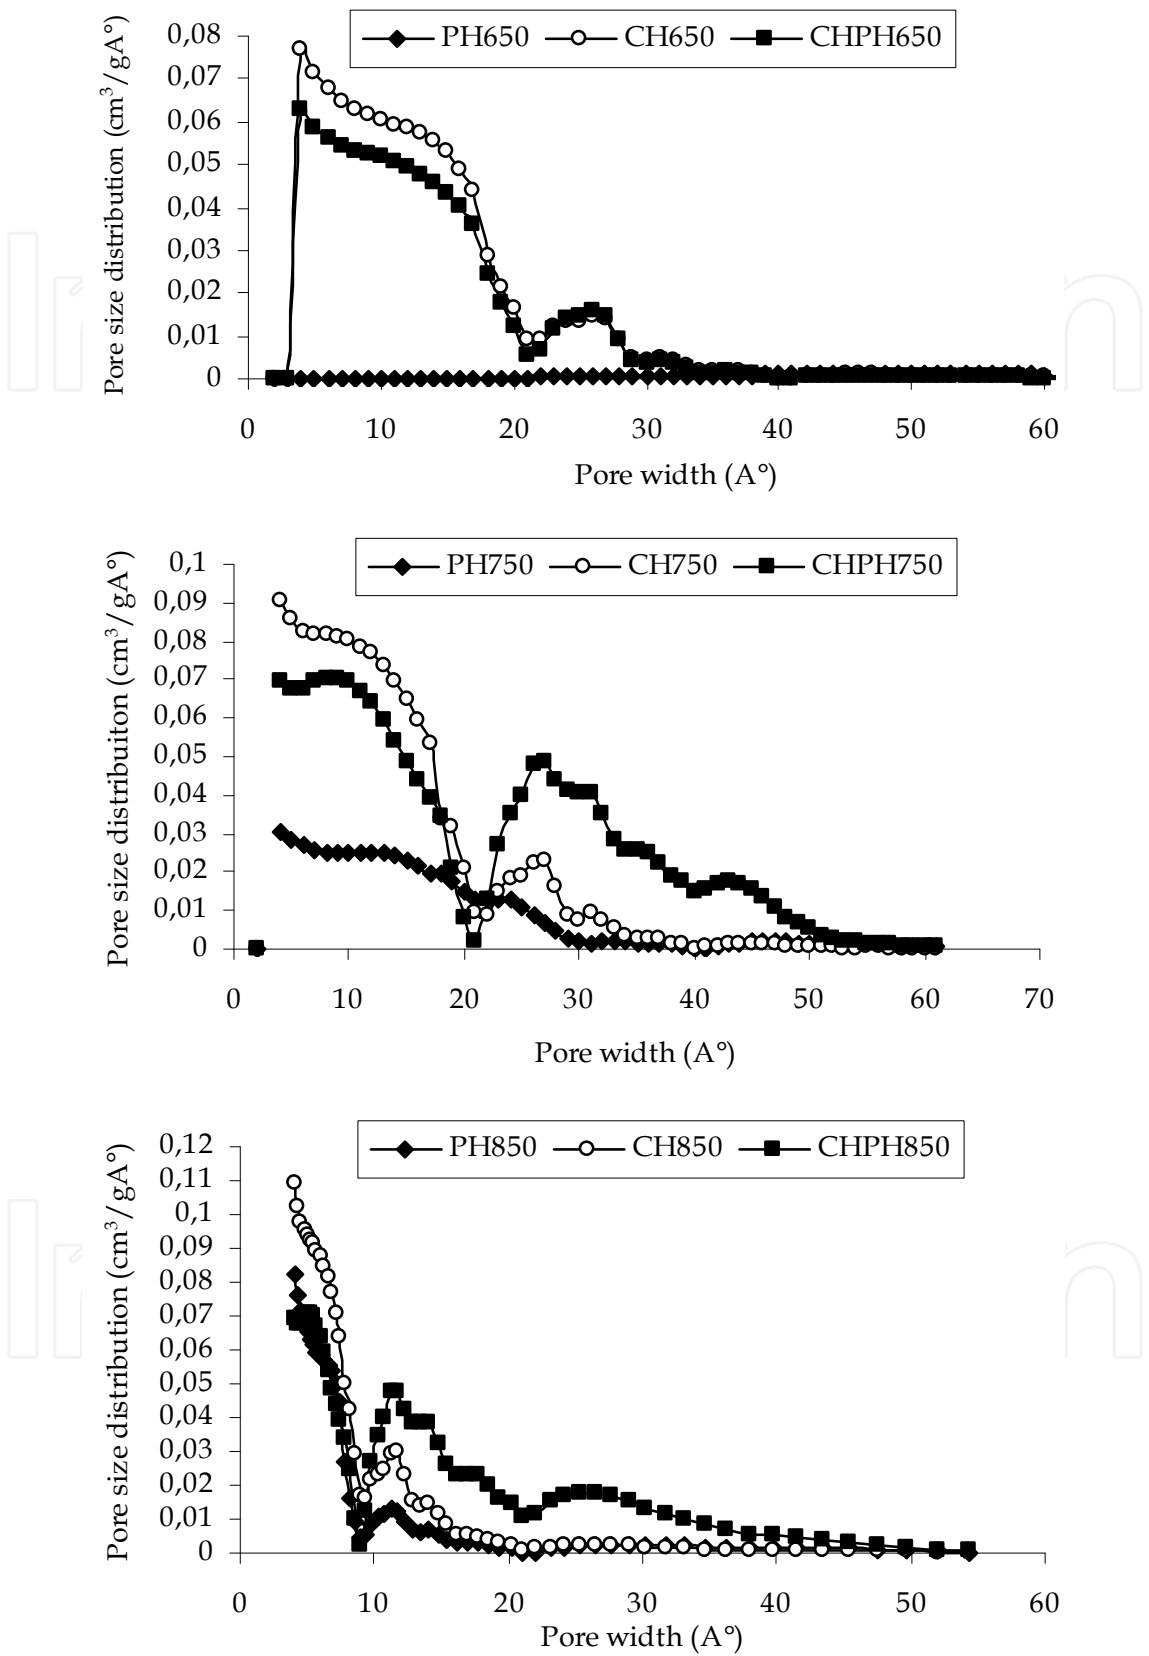 PH650 CH650 CHPH650
Pore size distribution (cm³/gA°)
0,08
0,07
0,06
0,05
0,04
0,03
0,02
0,01
0
0 10 20 30 40 50 60
Pore width (A°)
PH750 CH750 CHPH750
Pore size distribuiton (cm³/gA°)
0,1
0,09
0,08
0,07
0,06
0,05
0,04
0,03
0,02
0,01
0
0 10 20 30 40 50 60 70
Pore width (A°)
PH850 CH850 CHPH850
Pore size distribution (cm³/gA°)
0,12
0,11
0,1
0,09
0,08
0,07
0,06
0,05
0,04
0,03
0,02
0,01
0
0 10 20 30 40 50 60
Pore width (A°)